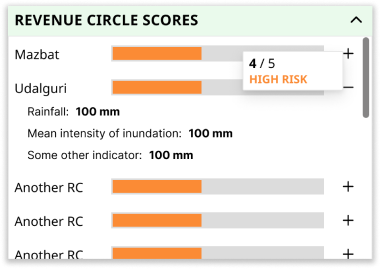 REVENUE CIRCLE SCORES
Mazbat
4 / 5
HIGH RISK
Udalguri
Rainfall: 100 mm
Mean intensity of inundation: 100 mm
Some other indicator: 100 mm
Another RC
Another RC
Another RC